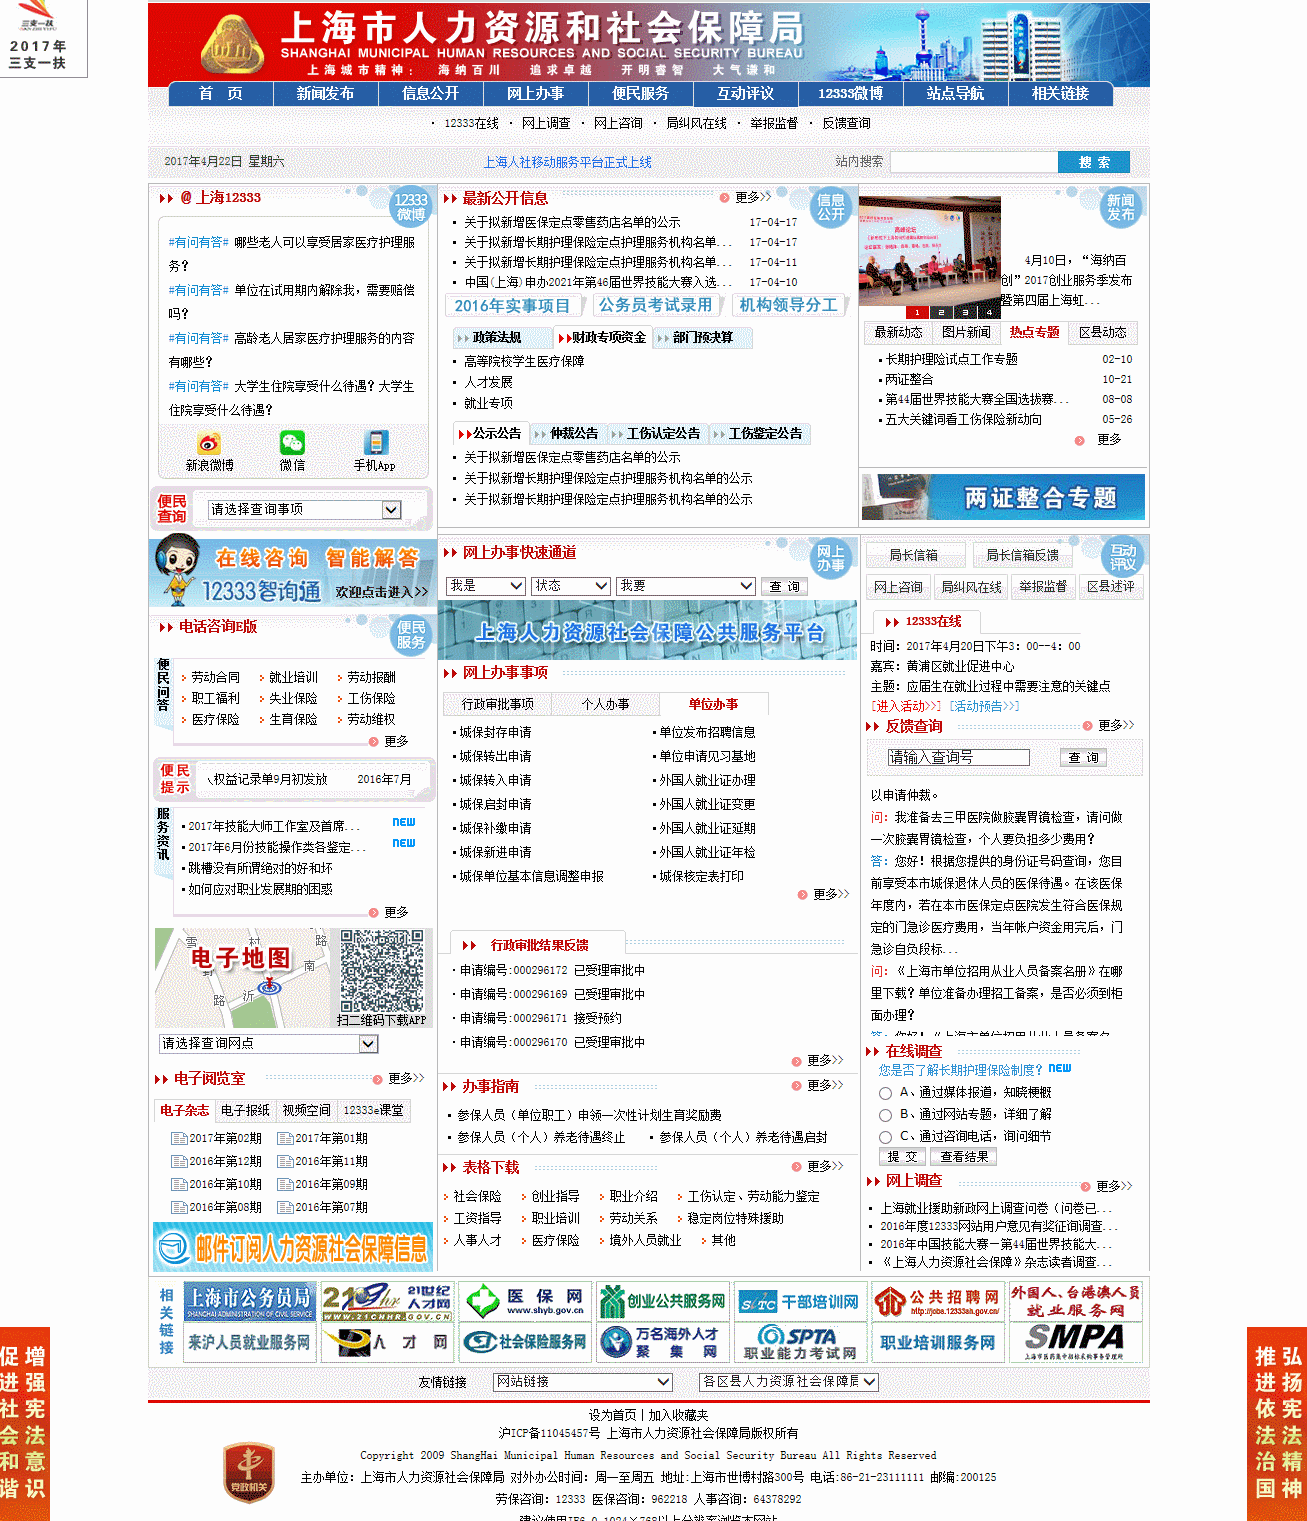 三支一扶
2017年
三支一扶
上海市人力资源和社会保障局
SHANGHAI MUNICIPAL HUMAN RESOURCES AND SOCIAL SECURITY BUREAU
上海城市精神： 海纳百川 追求卓越 开明睿智 大气谦和
首 页 新闻发布 信息公开 网上办事 便民服务 互动评议 12333微博 站点导航 相关链接
· 12333在线 · 网上调查 · 网上咨询 · 局纠风在线 · 举报监督 · 反馈查询
2017年4月22日 星期六 上海人社移动服务平台正式上线 站内搜索 搜 索
@ 上海12333
12333微博
#有问有答# 哪些老人可以享受居家医疗护理服
务？
#有问有答# 单位在试用期内解除我，需要赔偿
吗？
#有问有答# 高龄老人居家医疗护理服务的内容
有哪些？
#有问有答# 大学生住院享受什么待遇？大学生
住院享受什么待遇？
新浪微博 微信 手机App
便民查询 请选择查询事项
在线咨询 智能解答
12333智询通 欢迎点击进入>>
电话咨询E版
便民服务
便民问答
劳动合同 就业培训 劳动报酬
职工福利 失业保险 工伤保险
医疗保险 生育保险 劳动维权
更多
便民提示 权益记录单9月初发放 2016年7月
服务资讯
2017年技能大师工作室及首席... NEW
2017年6月份技能操作类各鉴定... NEW
跳槽没有所谓绝对的好和坏
如何应对职业发展期的困惑
更多
电子地图
扫二维码下载APP
请选择查询网点
电子阅览室 更多>>
电子杂志 电子报纸 视频空间 12333e课堂
2017年第02期 2017年第01期
2016年第12期 2016年第11期
2016年第10期 2016年第09期
2016年第08期 2016年第07期
邮件订阅人力资源社会保障信息
最新公开信息 更多>>
信息公开
关于拟新增医保定点零售药店名单的公示 17-04-17
关于拟新增长期护理保险定点护理服务机构名单... 17-04-17
关于拟新增长期护理保险定点护理服务机构名单... 17-04-11
中国(上海)申办2021年第46届世界技能大赛入选... 17-04-10
2016年实事项目 公务员考试录用 机构领导分工
政策法规 财政专项资金 部门预决算
高等院校学生医疗保障
人才发展
就业专项
公示公告 仲裁公告 工伤认定公告 工伤鉴定公告
关于拟新增医保定点零售药店名单的公示
关于拟新增长期护理保险定点护理服务机构名单的公示
关于拟新增长期护理保险定点护理服务机构名单的公示
网上办事快速通道
网上办事
我是 状态 我要 查 询
上海人力资源社会保障公共服务平台
网上办事事项
行政审批事项 个人办事 单位办事
城保封存申请 单位发布招聘信息
城保转出申请 单位申请见习基地
城保转入申请 外国人就业证办理
城保启封申请 外国人就业证变更
城保补缴申请 外国人就业证延期
城保新进申请 外国人就业证年检
城保单位基本信息调整申报 城保核定表打印
更多>>
行政审批结果反馈
· 申请编号:000296172 已受理审批中
· 申请编号:000296169 已受理审批中
· 申请编号:000296171 接受预约
· 申请编号:000296170 已受理审批中
更多>>
办事指南 更多>>
参保人员（单位职工）申领一次性计划生育奖励费
参保人员（个人）养老待遇终止 参保人员（个人）养老待遇启封
表格下载 更多>>
社会保险 创业指导 职业介绍 工伤认定、劳动能力鉴定
工资指导 职业培训 劳动关系 稳定岗位特殊援助
人事人才 医疗保险 境外人员就业 其他
新闻发布
4月10日，“海纳百
创”2017创业服务季发布
暨第四届上海虹...
1 2 3 4
最新动态 图片新闻 热点专题 区县动态
长期护理险试点工作专题 02-10
两证整合 10-21
第44届世界技能大赛全国选拔赛... 08-08
五大关键词看工伤保险新动向 05-26
更多
两证整合专题
局长信箱 局长信箱反馈
互动评议
网上咨询 局纠风在线 举报监督 区县述评
12333在线
时间： 2017年4月20日下午3：00--4：00
嘉宾： 黄浦区就业促进中心
主题： 应届生在就业过程中需要注意的关键点
[进入活动>>] [活动预告>>]
反馈查询 更多>>
请输入查询号 查 询
以申请仲裁。
问：我准备去三甲医院做胶囊胃镜检查，请问做
一次胶囊胃镜检查，个人要负担多少费用？
答：您好！根据您提供的身份证号码查询，您目
前享受本市城保退休人员的医保待遇。在该医保
年度内，若在本市医保定点医院发生符合医保规
定的门急诊医疗费用，当年帐户资金用完后，门
急诊自负段标...
问：《上海市单位招用从业人员备案名册》在哪
里下载？单位准备办理招工备案，是否必须到柜
面办理？
在线调查
您是否了解长期护理保险制度？ NEW
A、通过媒体报道，知晓梗概
B、通过网站专题，详细了解
C、通过咨询电话，询问细节
提 交 查看结果
网上调查 更多>>
上海就业援助新政网上调查问卷（问卷已...
2016年度12333网站用户意见有奖征询调查...
2016年中国技能大赛－第44届世界技能大...
《上海人力资源社会保障》杂志读者调查...
相关链接
上海市公务员局 SHANGHAI ADMINISTRATION OF CIVIL SERVICE
21世纪人才网 WWW.21CNHR.GOV.CN
医保网 www.shyb.gov.cn
创业公共服务网
SITC 干部培训网
公共招聘网 http://jobs.12333sh.gov.cn/
外国人、台港澳人员就业服务网
来沪人员就业服务网
人才网
社会保险服务网
万名海外人才聚集网
SPTA 职业能力考试网
职业培训服务网
SMPA
友情链接 网站链接 各区县人力资源社会保障局
设为首页 | 加入收藏夹
沪ICP备11045457号 上海市人力资源社会保障局版权所有
Copyright 2009 ShangHai Municipal Human Resources and Social Security Bureau All Rights Reserved
主办单位：上海市人力资源社会保障局 对外办公时间：周一至周五 地址:上海市世博村路300号 电话:86-21-23111111 邮编:200125
劳保咨询：12333 医保咨询：962218 人事咨询：64378292
建议使用IE6.0 1024×768以上分辨率浏览本网站
党政机关
增强宪法意识
促进社会和谐
弘扬宪法精神
推进依法治国